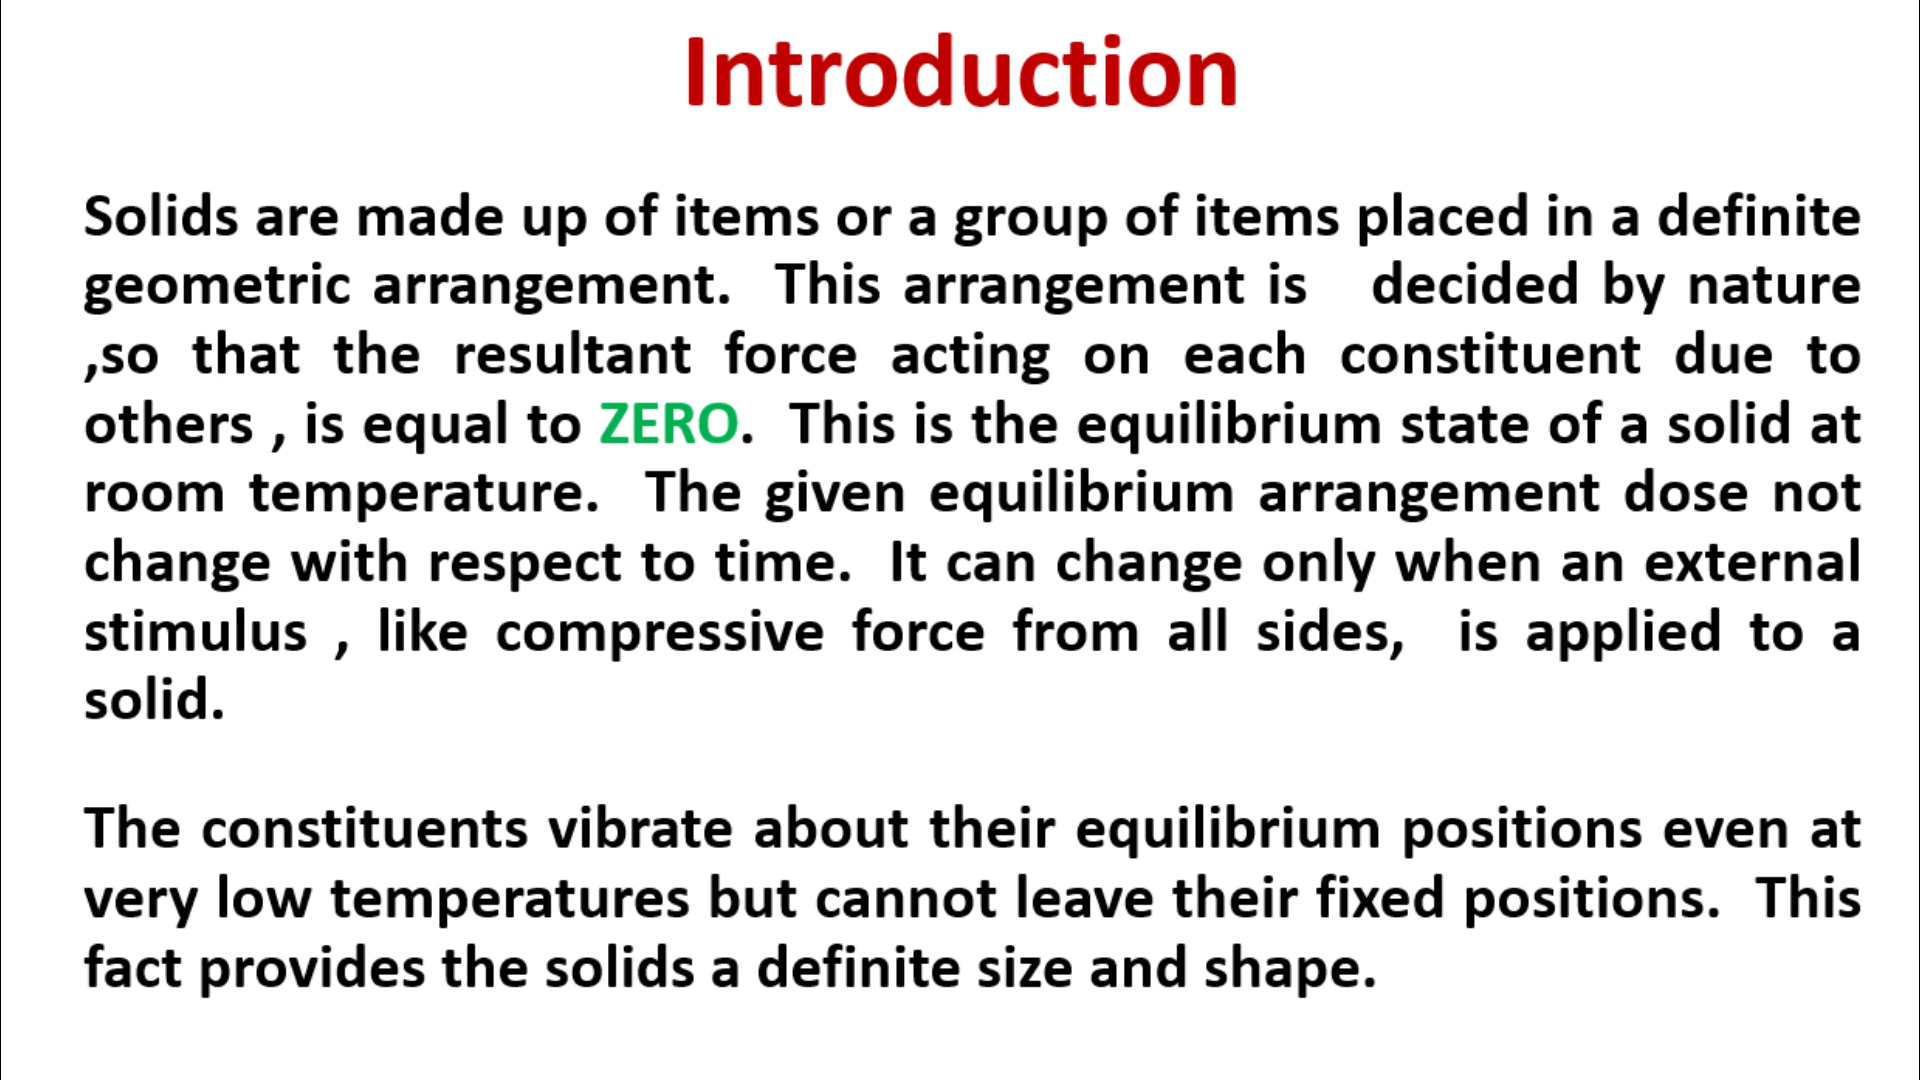 Introduction
Solids are made up of items or a group of items placed in a definite
geometric arrangement. This arrangement is decided by nature
,so that the resultant force acting on each constituent due to
others , is equal to ZERO. This is the equilibrium state of a solid at
room temperature. The given equilibrium arrangement dose not
change with respect to time. It can change only when an external
stimulus , like compressive force from all sides, is applied to a
solid.
The constituents vibrate about their equilibrium positions even at
very low temperatures but cannot leave their fixed positions. This
fact provides the solids a definite size and shape.